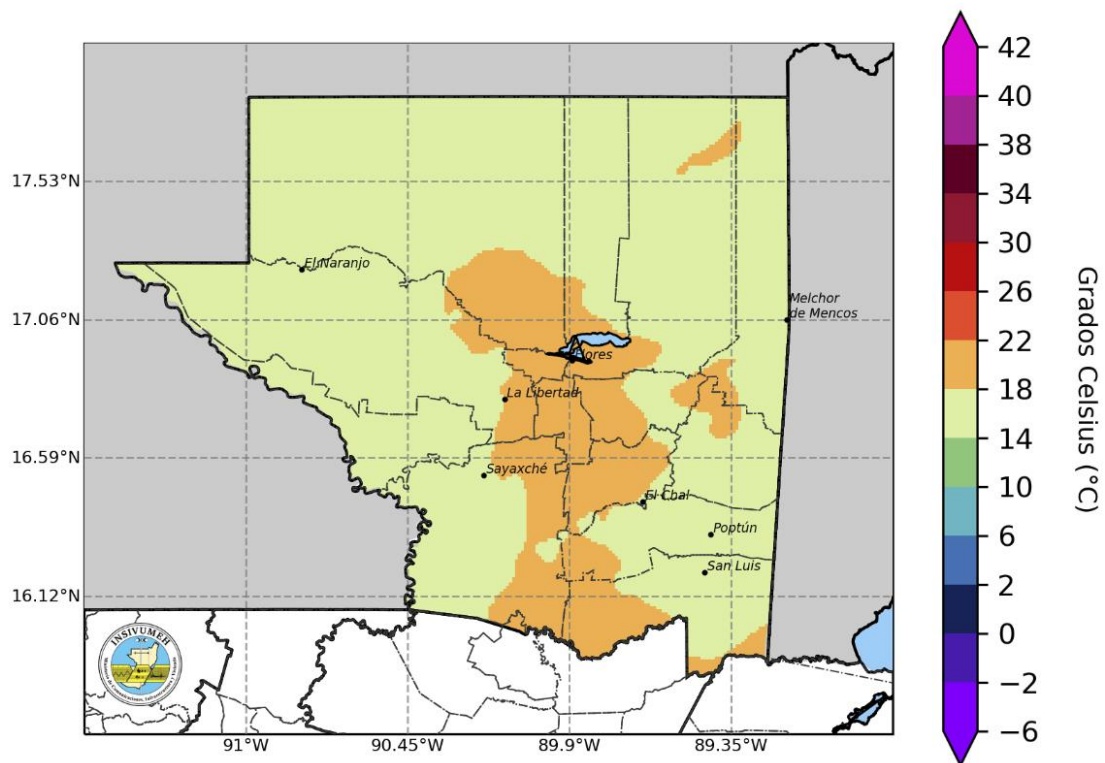 42
40
38
34
30
26
22
18
14
10
6
2
0
−2
−6
Grados Celsius (°C)
17.53°N
17.06°N
16.59°N
16.12°N
91°W
90.45°W
89.9°W
89.35°W
El Naranjo
Melchor
de Mencos
Flores
La Libertad
Sayaxché
El Chal
Poptún
San Luis
INSIVUMEH